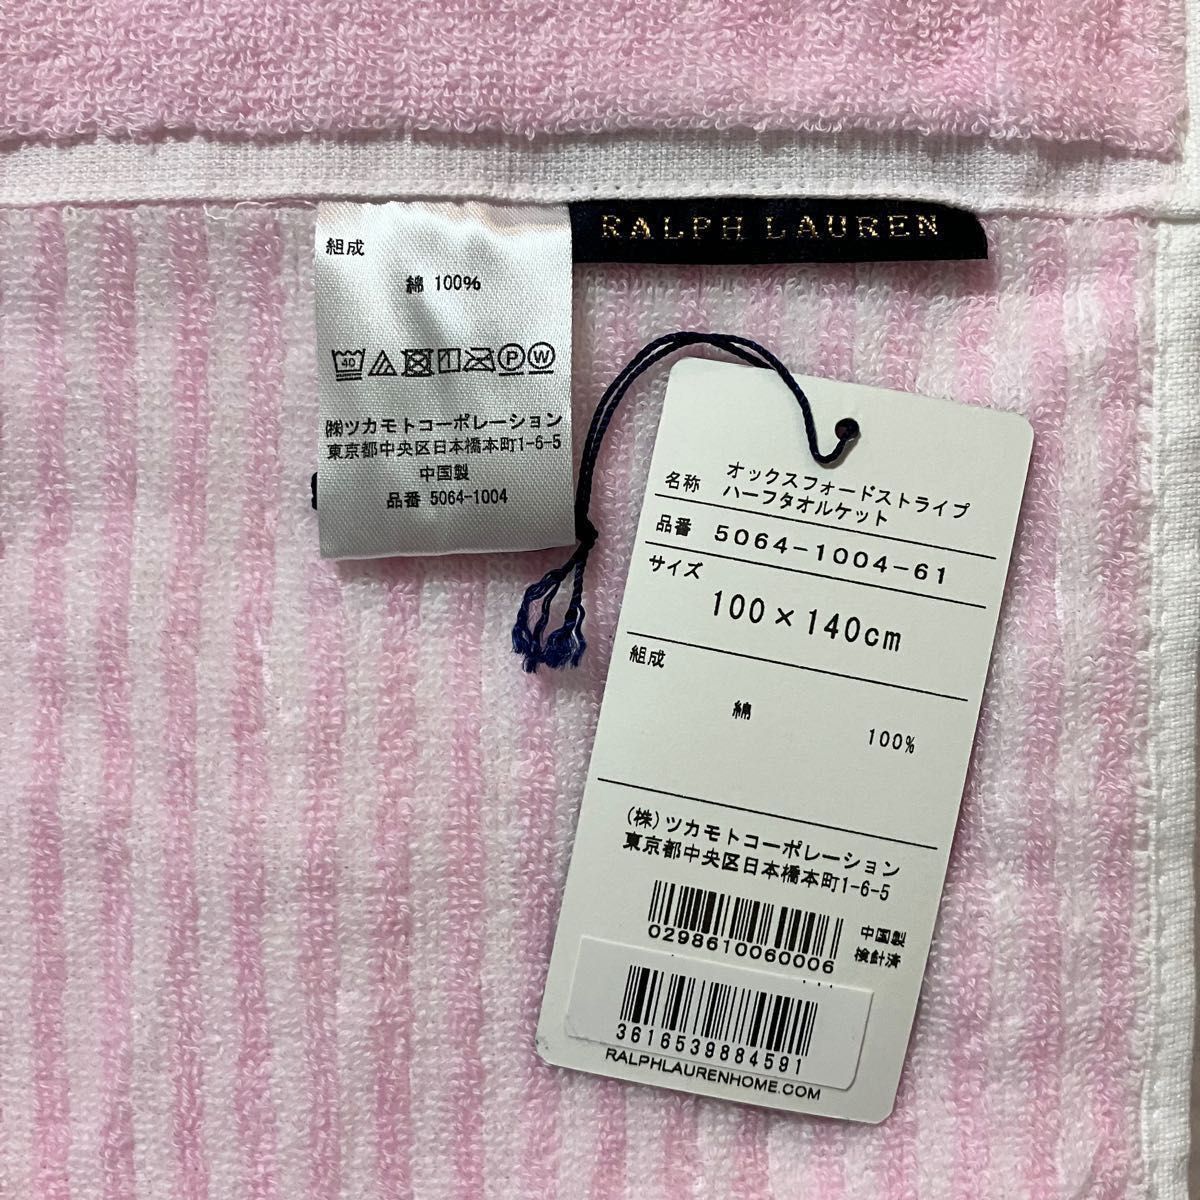 RALPH LAUREN
組成
綿 100%
40
P W
(株)ツカモトコーポレーション
東京都中央区日本橋本町1-6-5
中国製
品番 5064-1004
名称 オックスフォードストライプ
ハーフタオルケット
品番 5064-1004-61
サイズ
100×140cm
組成
綿 100%
(株)ツカモトコーポレーション
東京都中央区日本橋本町1-6-5
0298610060006
中国製
検針済
3616539884591
RALPHLAURENHOME.COM